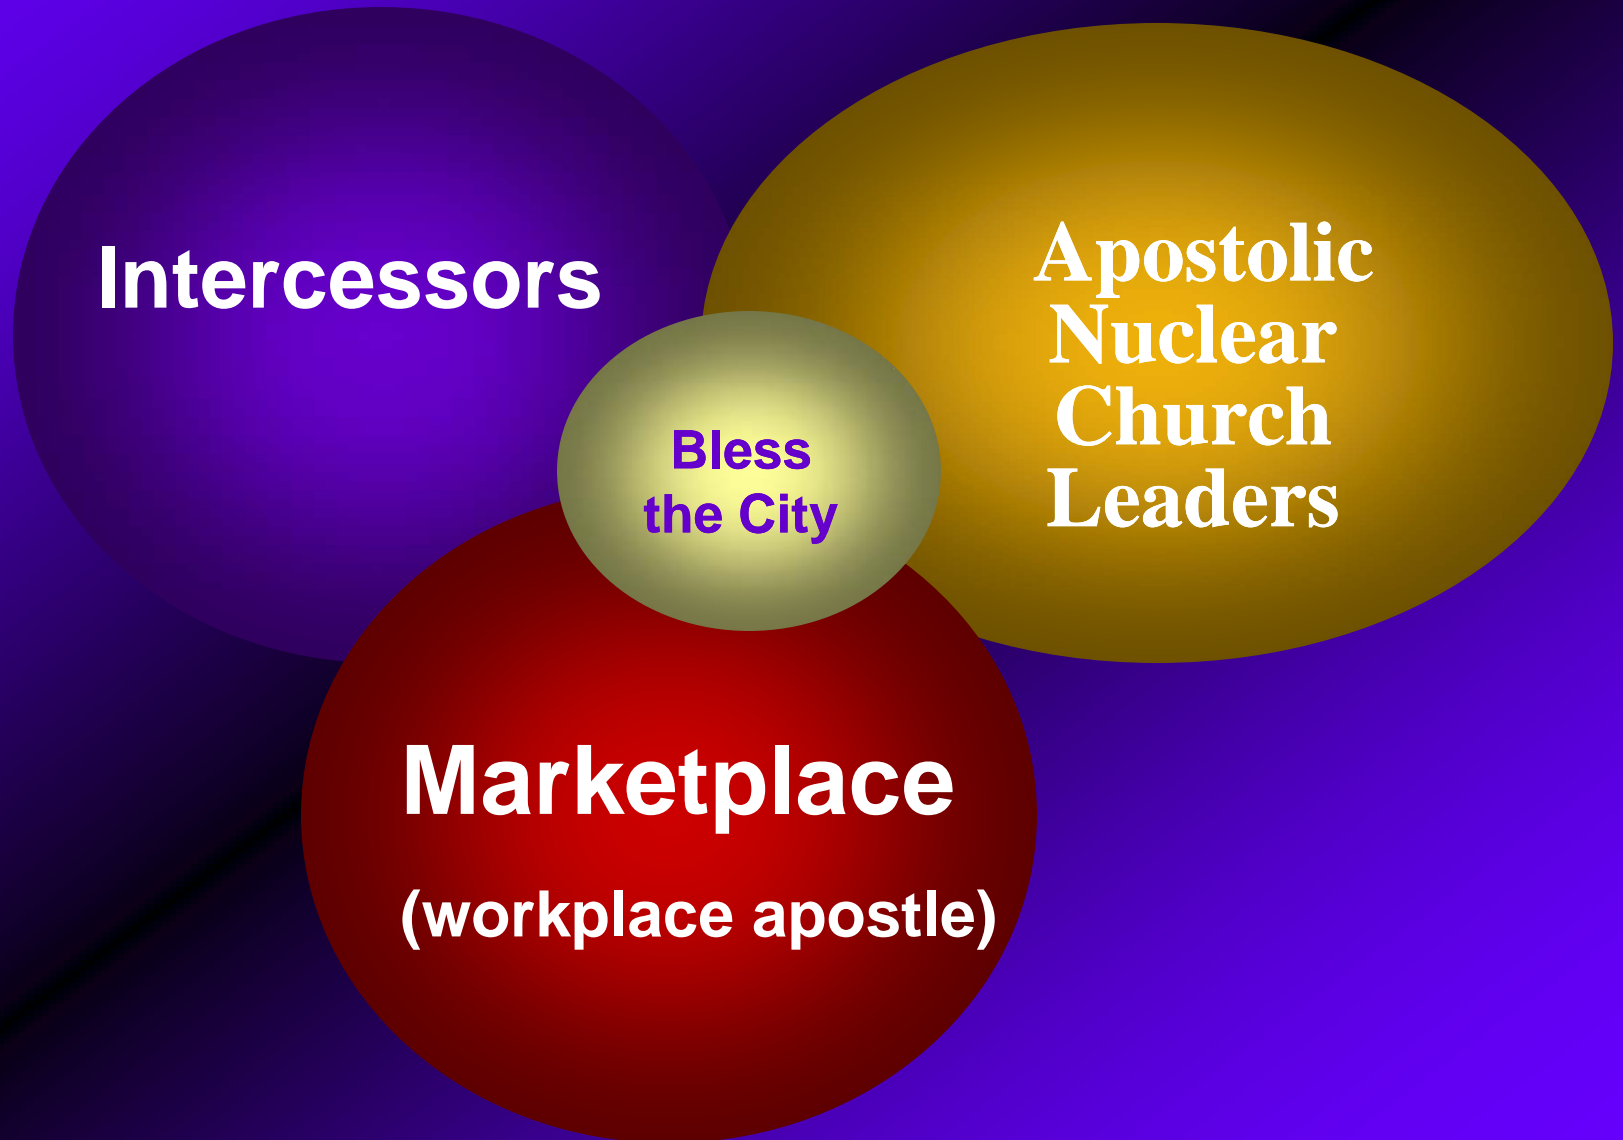 Intercessors
Apostolic
Nuclear
Church
Leaders
Bless
the City
Marketplace
(workplace apostle)